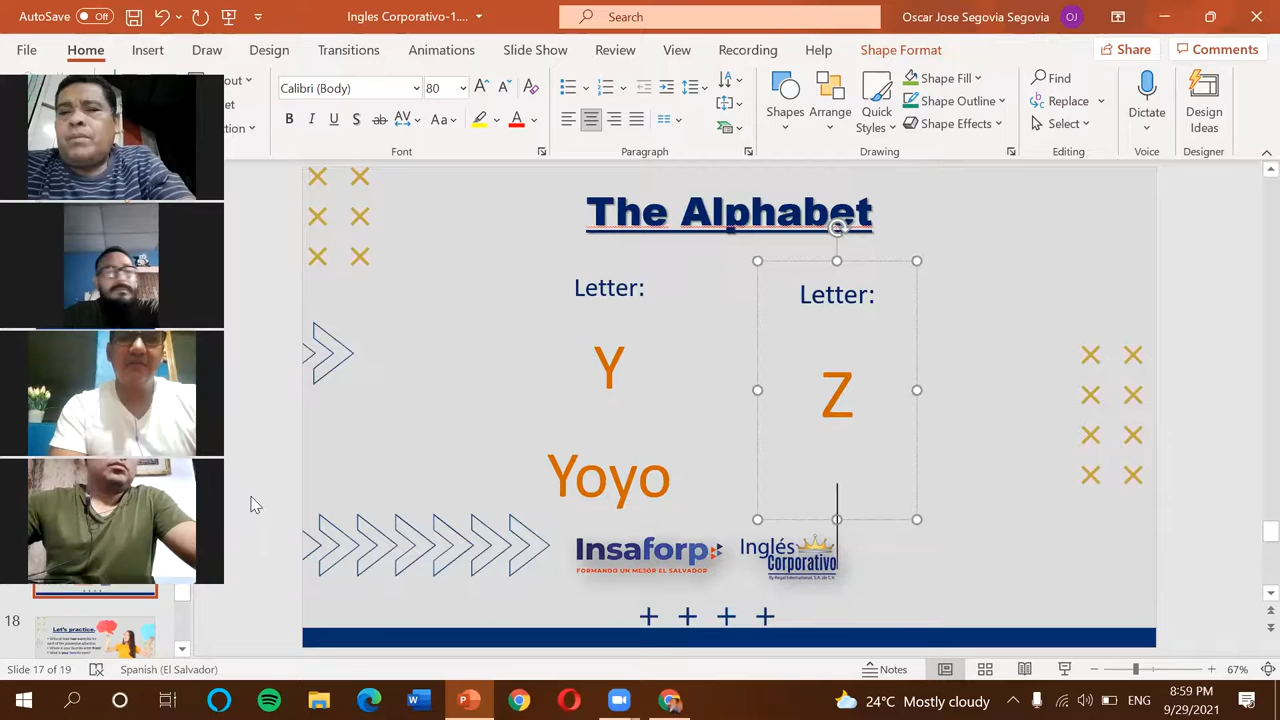 AutoSave Off
Ingles Corporativo-1....
Search
Oscar Jose Segovia Segovia
OJ
File Home Insert Draw Design Transitions Animations Slide Show Review View Recording Help Shape Format
Share
Comments
Calibri (Body)
80
Shapes
Arrange
Quick Styles
Shape Fill
Shape Outline
Shape Effects
Find
Replace
Select
Dictate
Design Ideas
Font
Paragraph
Drawing
Editing
Voice
Designer
The Alphabet
Letter:
Y
Yoyo
Letter:
Z
Insaforp
FORMANDO UN MEJOR EL SALVADOR
Inglés
Corporativo
By Regal International, S.A. de C.V.
18
Let's practice.
Slide 17 of 19
Spanish (El Salvador)
Notes
67%
24°C Mostly cloudy
ENG
8:59 PM
9/29/2021